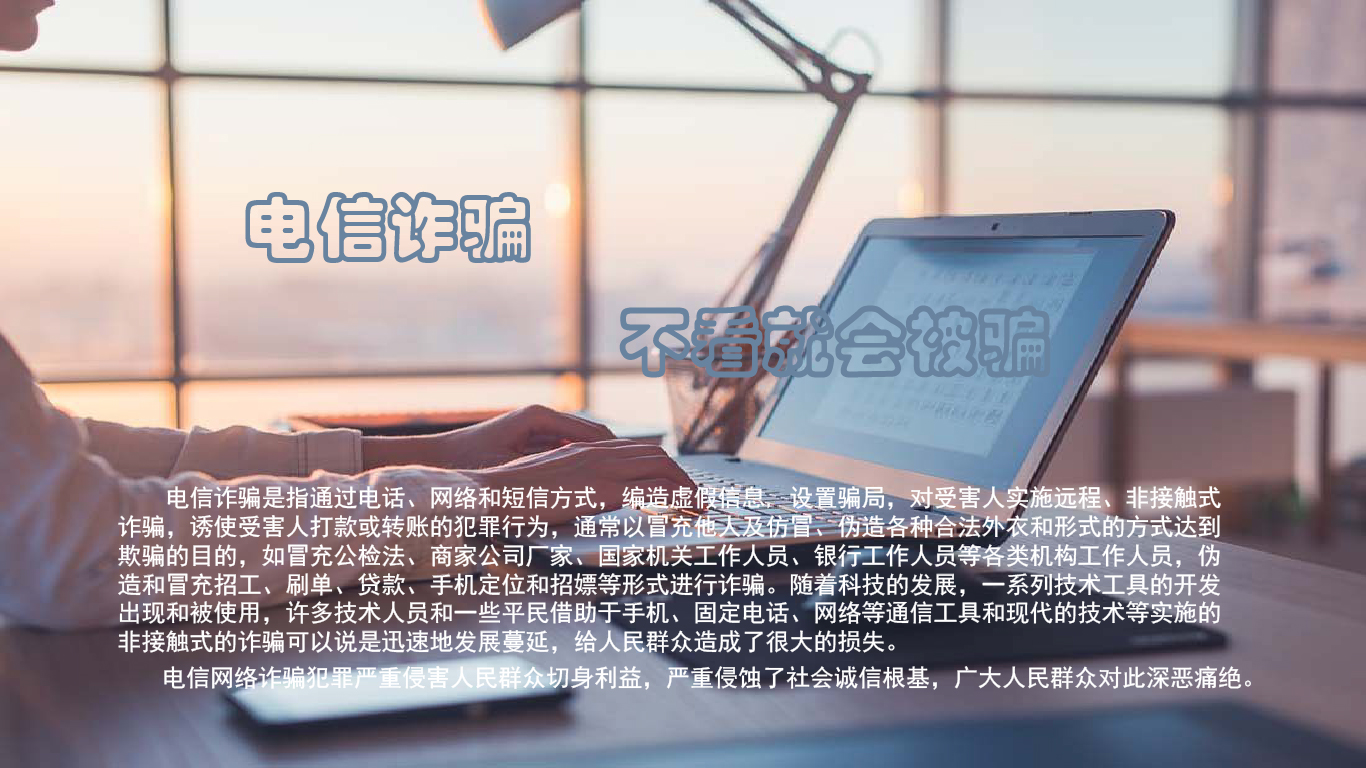 电信诈骗
不看就会被骗
电信诈骗是指通过电话、网络和短信方式，编造虚假信息，设置骗局，对受害人实施远程、非接触式
诈骗，诱使受害人打款或转账的犯罪行为，通常以冒充他人及仿冒、伪造各种合法外衣和形式的方式达到
欺骗的目的，如冒充公检法、商家公司厂家、国家机关工作人员、银行工作人员等各类机构工作人员，伪
造和冒充招工、刷单、贷款、手机定位和招嫖等形式进行诈骗。随着科技的发展，一系列技术工具的开发
出现和被使用，许多技术人员和一些平民借助于手机、固定电话、网络等通信工具和现代的技术等实施的
非接触式的诈骗可以说是迅速地发展蔓延，给人民群众造成了很大的损失。
电信网络诈骗犯罪严重侵害人民群众切身利益，严重侵蚀了社会诚信根基，广大人民群众对此深恶痛绝。